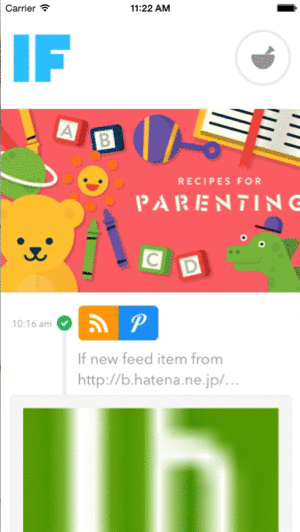 Carrier 11:22 AM
IF
A
B
RECIPES FOR
PARENTING
C
D
10:16 am
P
If new feed item from
http://b.hatena.ne.jp/...